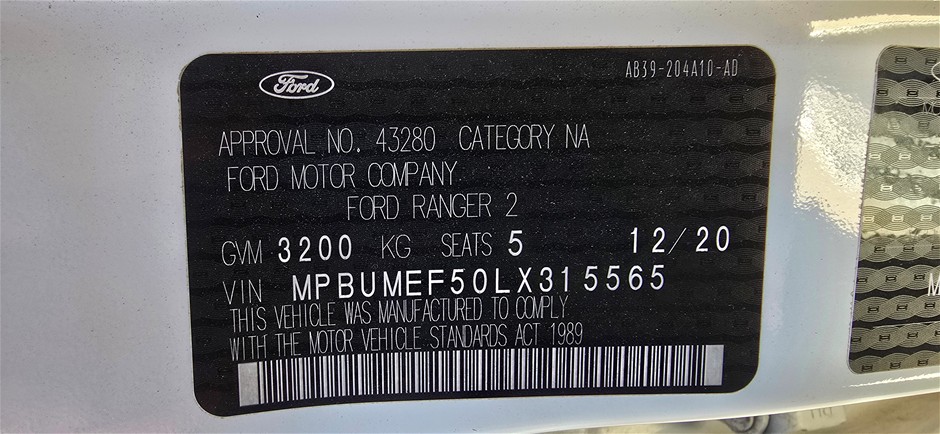 Ford
AB39-204A10-AD
APPROVAL NO. 43280 CATEGORY NA
FORD MOTOR COMPANY
FORD RANGER 2
GVM 3200 KG SEATS 5 12/20
VIN MPBUMEF50LX315565
THIS VEHICLE WAS MANUFACTURED TO COMPLY
WITH THE MOTOR VEHICLE STANDARDS ACT 1989